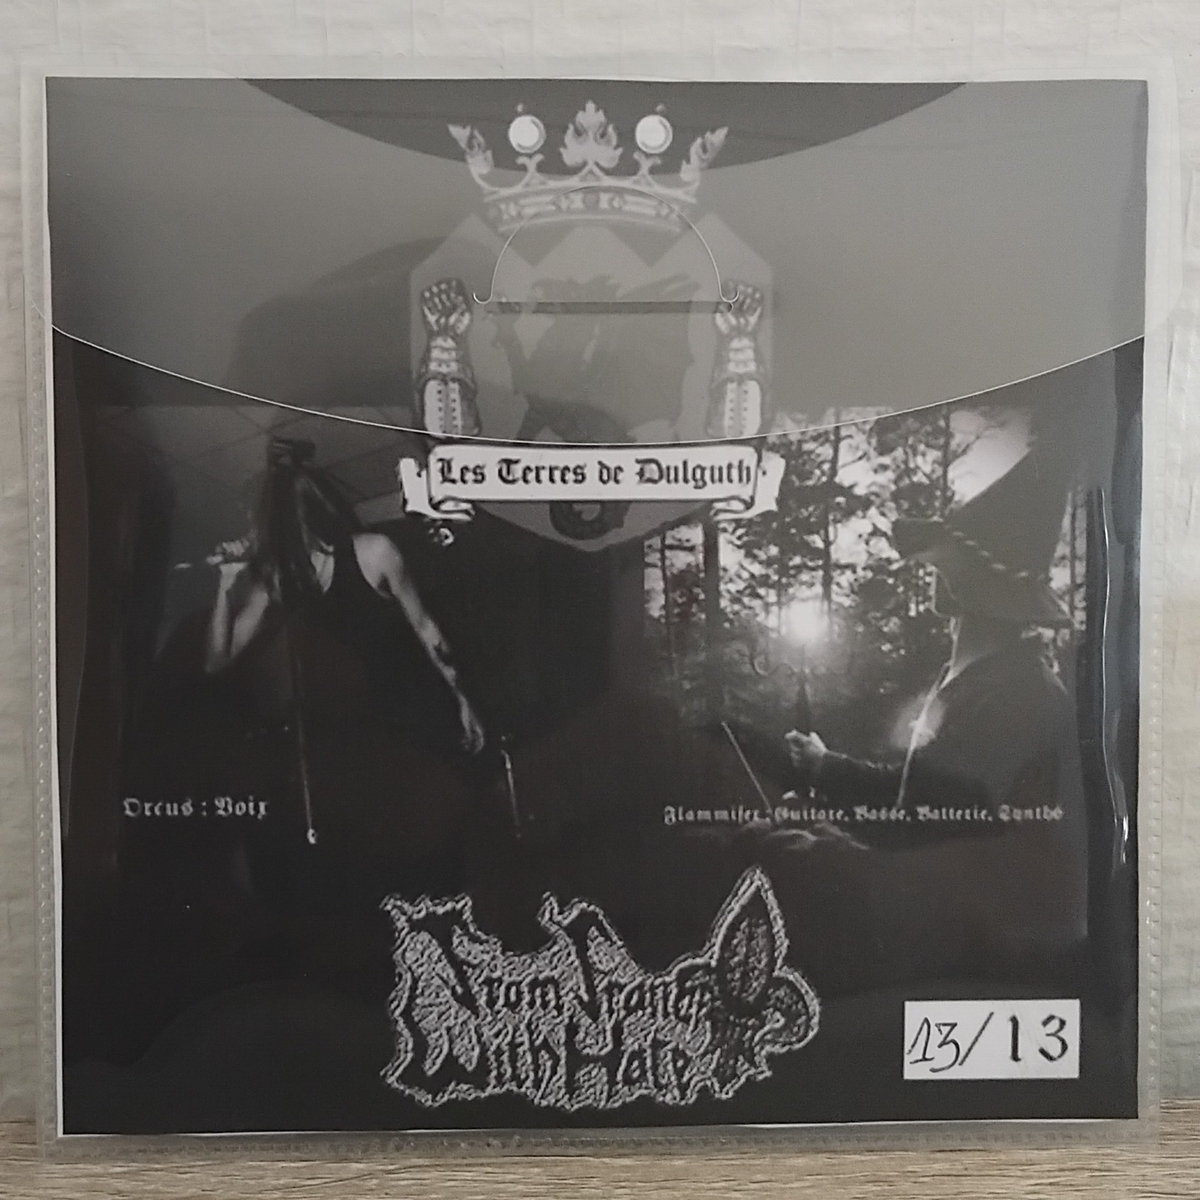 Les Terres de Dulguth
Orcus : Voix
Flammifer : Guitare, Basse, Batterie, Synthé
From France
With Hate
13/13